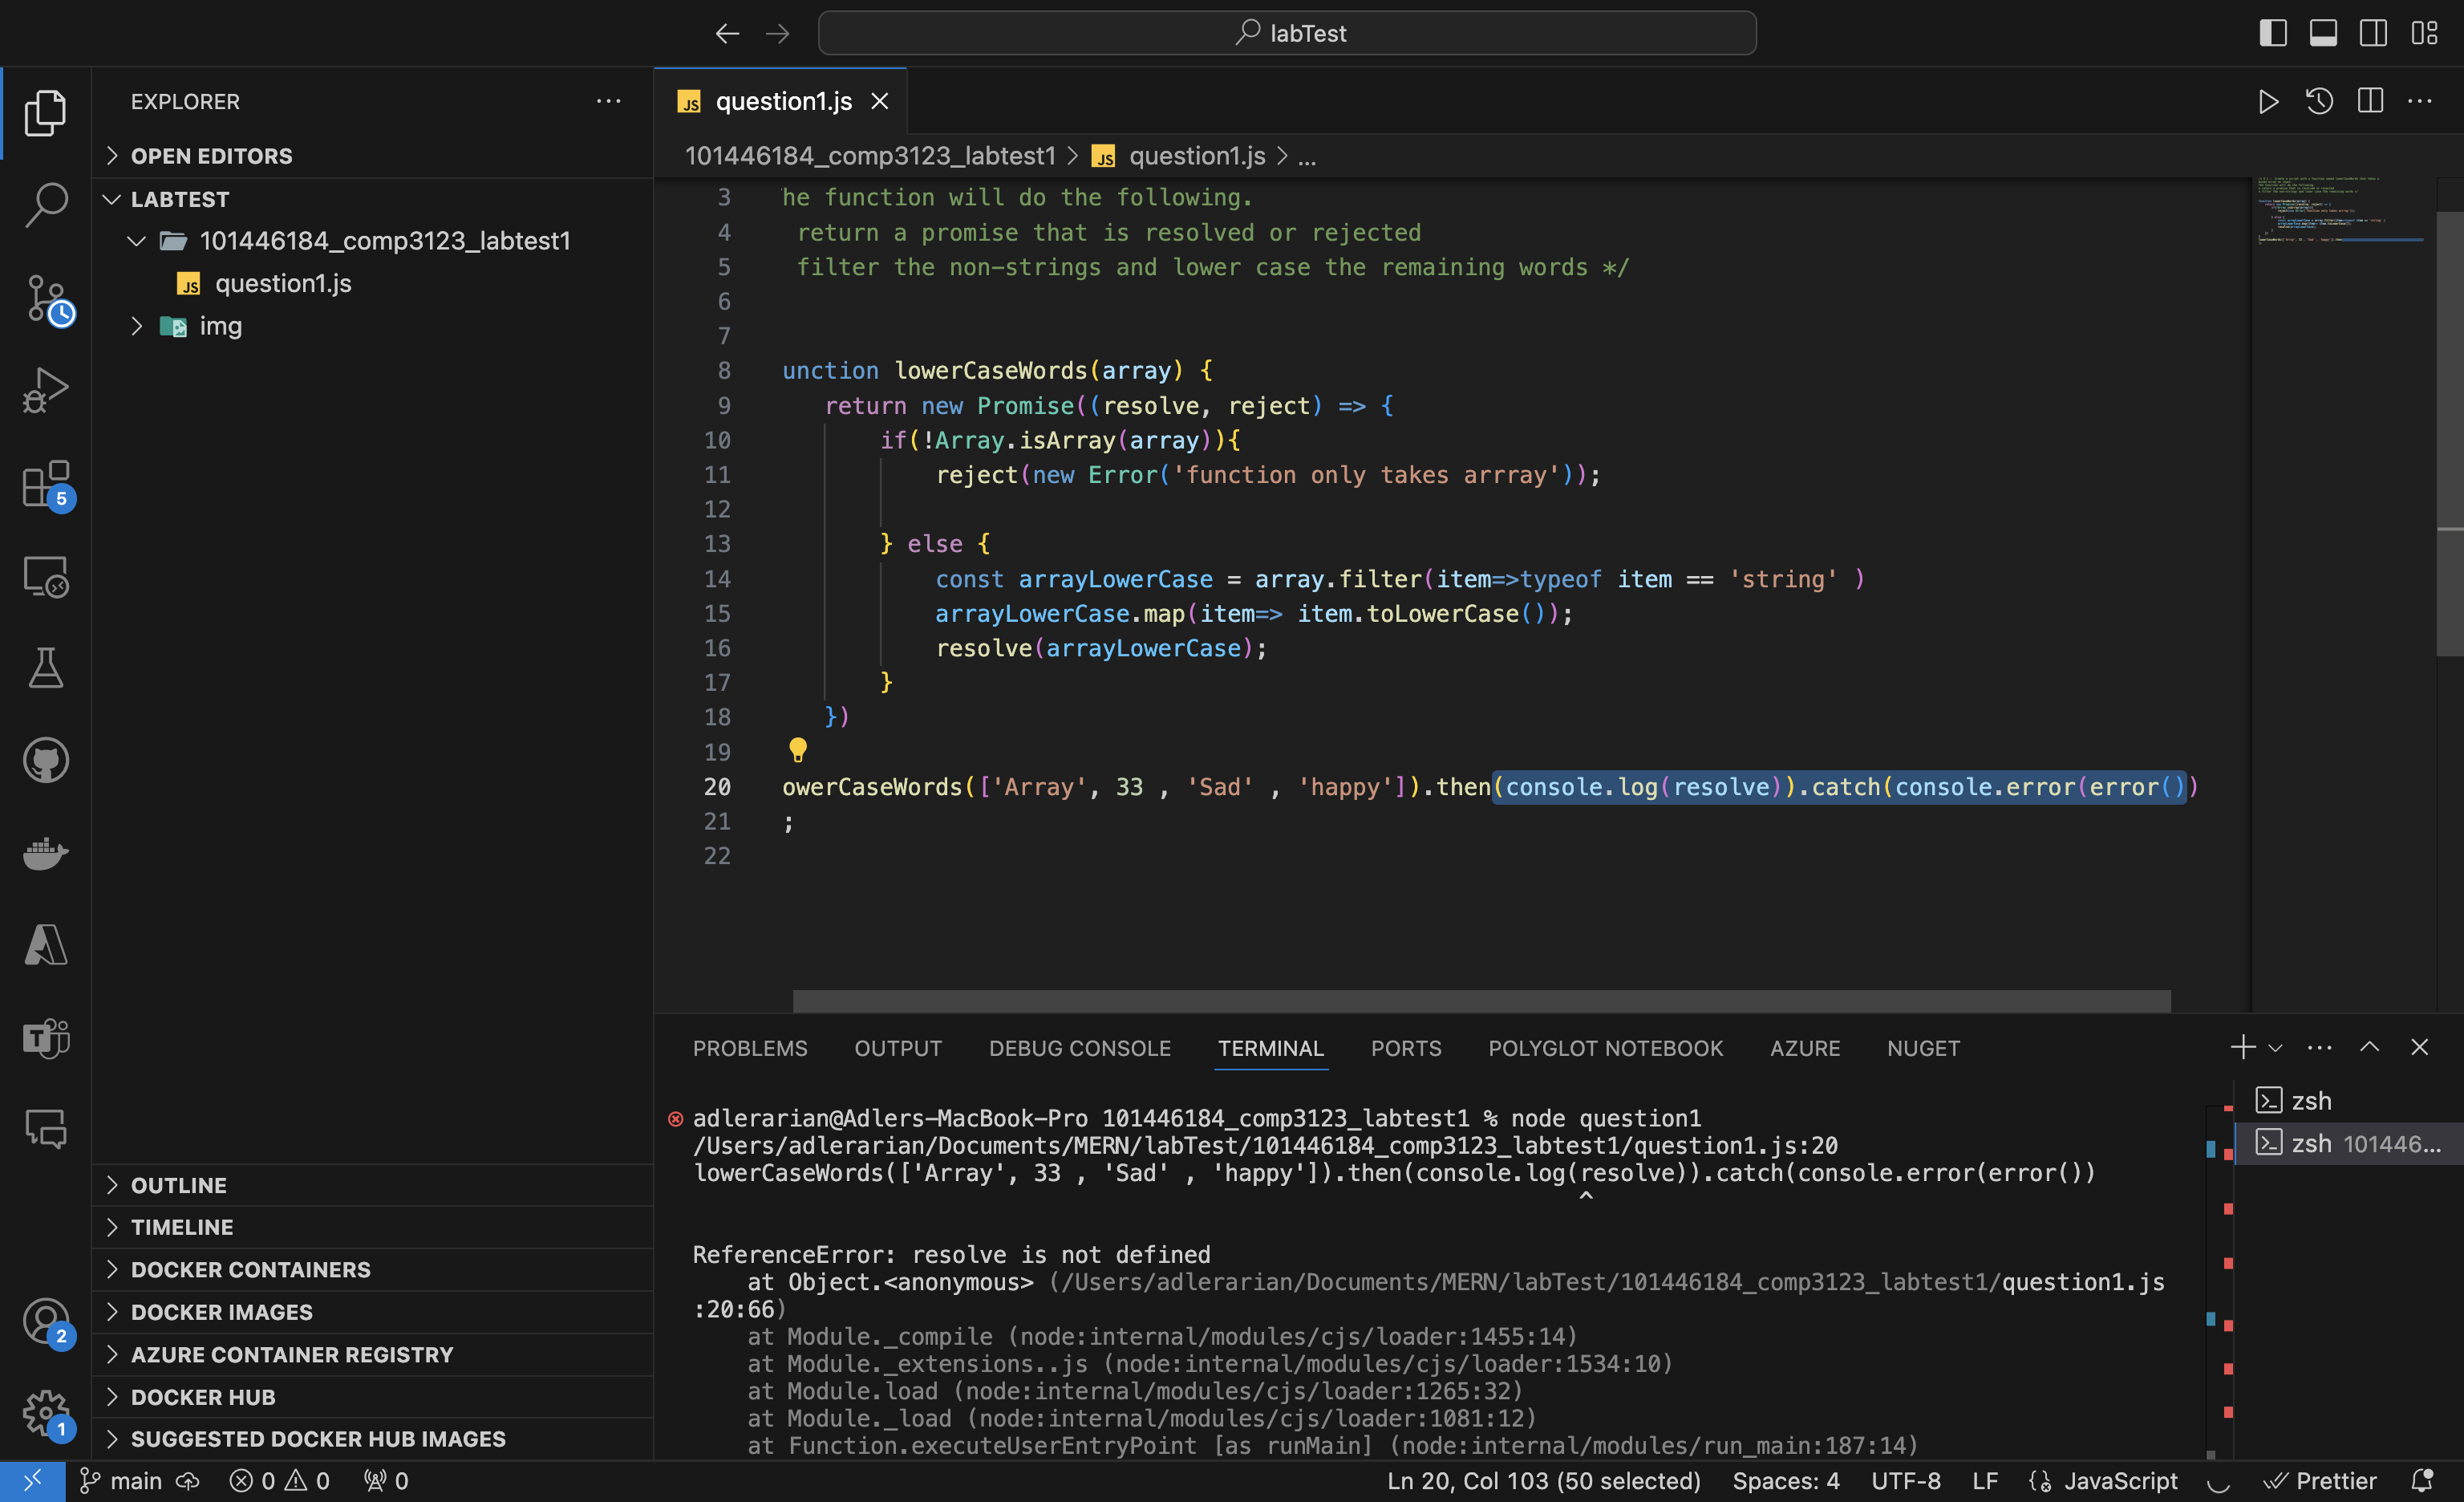 labTest
EXPLORER
OPEN EDITORS
LABTEST
101446184_comp3123_labtest1
JS question1.js
img
JS question1.js
101446184_comp3123_labtest1 > JS question1.js > ...
3 he function will do the following.
4 return a promise that is resolved or rejected
5 filter the non-strings and lower case the remaining words */
6
7
8 unction lowerCaseWords(array) {
9 return new Promise((resolve, reject) => {
10 if(!Array.isArray(array)){
11 reject(new Error('function only takes arrray'));
12
13 } else {
14 const arrayLowerCase = array.filter(item=>typeof item == 'string' )
15 arrayLowerCase.map(item=> item.toLowerCase());
16 resolve(arrayLowerCase);
17 }
18 })
19
20 owerCaseWords(['Array', 33 , 'Sad' , 'happy']).then(console.log(resolve)).catch(console.error(error())
21 ;
22
5
2
1
OUTLINE
TIMELINE
DOCKER CONTAINERS
DOCKER IMAGES
AZURE CONTAINER REGISTRY
DOCKER HUB
SUGGESTED DOCKER HUB IMAGES
PROBLEMS OUTPUT DEBUG CONSOLE TERMINAL PORTS POLYGLOT NOTEBOOK AZURE NUGET
adlerarian@Adlers-MacBook-Pro 101446184_comp3123_labtest1 % node question1
/Users/adlerarian/Documents/MERN/labTest/101446184_comp3123_labtest1/question1.js:20
lowerCaseWords(['Array', 33 , 'Sad' , 'happy']).then(console.log(resolve)).catch(console.error(error())
^
ReferenceError: resolve is not defined
at Object.<anonymous> (/Users/adlerarian/Documents/MERN/labTest/101446184_comp3123_labtest1/question1.js
:20:66)
at Module._compile (node:internal/modules/cjs/loader:1455:14)
at Module._extensions..js (node:internal/modules/cjs/loader:1534:10)
at Module.load (node:internal/modules/cjs/loader:1265:32)
at Module._load (node:internal/modules/cjs/loader:1081:12)
at Function.executeUserEntryPoint [as runMain] (node:internal/modules/run_main:187:14)
zsh
zsh 101446...
main 0 0 0 Ln 20, Col 103 (50 selected) Spaces: 4 UTF-8 LF JavaScript Prettier